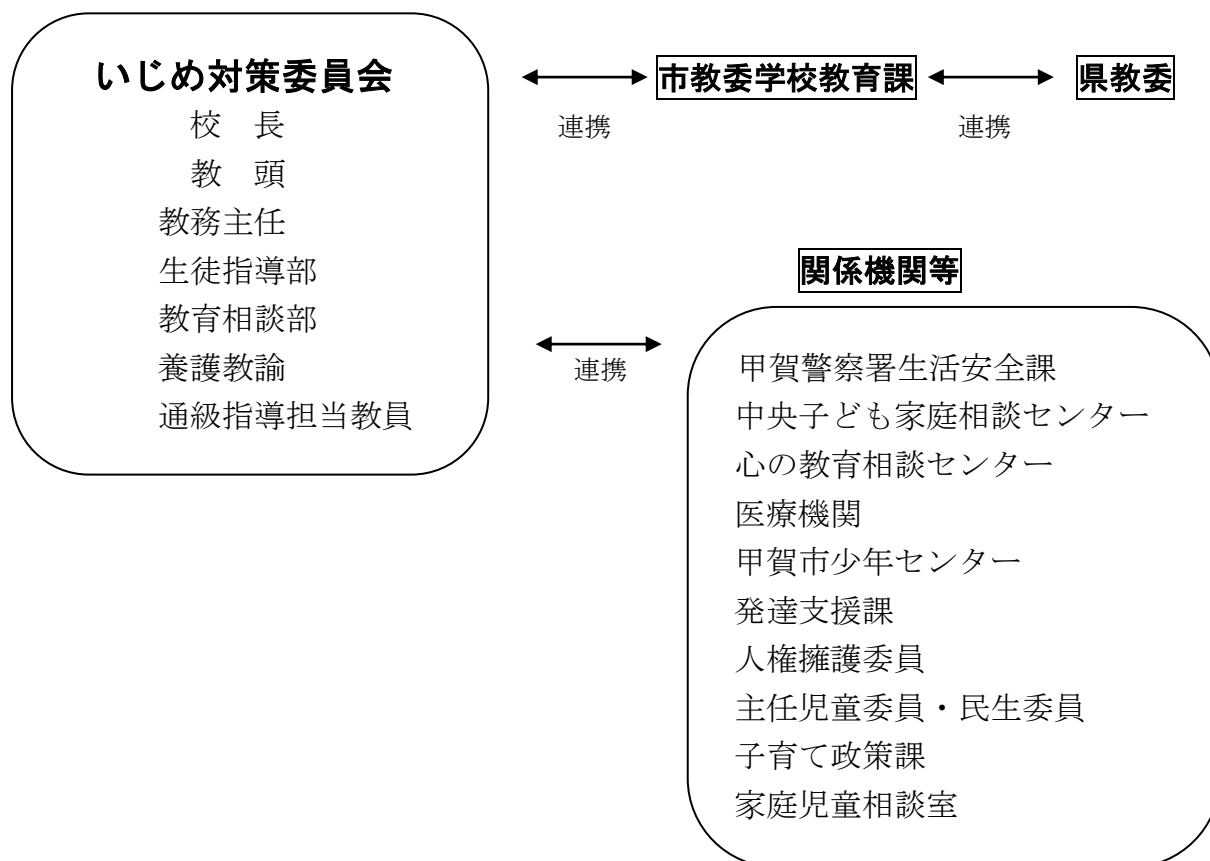 いじめ対策委員会
校　長
教　頭
教務主任
生徒指導部
教育相談部
養護教諭
通級指導担当教員
連携
市教委学校教育課
連携
県教委
連携
関係機関等
甲賀警察署生活安全課
中央子ども家庭相談センター
心の教育相談センター
医療機関
甲賀市少年センター
発達支援課
人権擁護委員
主任児童委員・民生委員
子育て政策課
家庭児童相談室